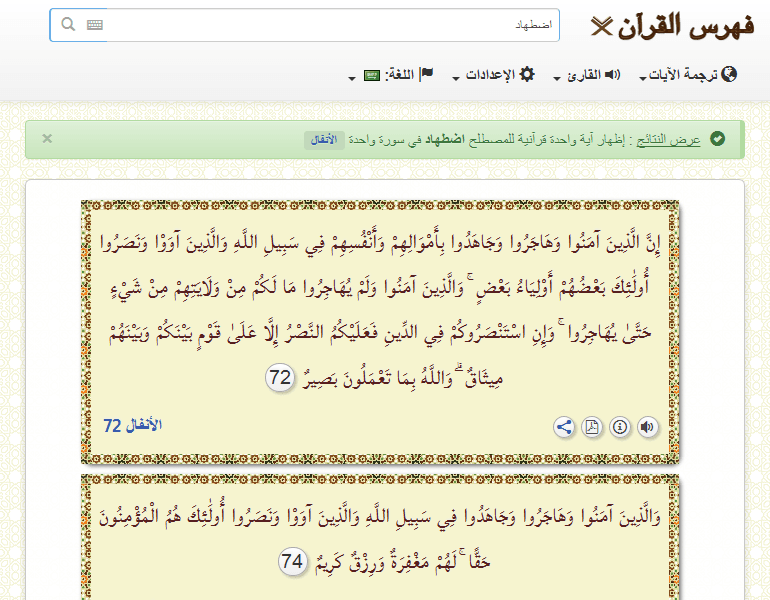 فهرس القرآن
اضطهاد
ترجمة الآيات
القارئ
الإعدادات
اللغة:
عرض النتائج : إظهار آية واحدة قرآنية للمصطلح اضطهاد في سورة واحدة الأنفال ×
إِنَّ الَّذِينَ آمَنُوا وَهَاجَرُوا وَجَاهَدُوا بِأَمْوَالِهِمْ وَأَنْفُسِهِمْ فِي سَبِيلِ اللَّهِ وَالَّذِينَ آوَوْا وَنَصَرُوا
أُولَٰئِكَ بَعْضُهُمْ أَوْلِيَاءُ بَعْضٍ ۚ وَالَّذِينَ آمَنُوا وَلَمْ يُهَاجِرُوا مَا لَكُمْ مِنْ وَلَايَتِهِمْ مِنْ شَيْءٍ
حَتَّىٰ يُهَاجِرُوا ۚ وَإِنِ اسْتَنْصَرُوكُمْ فِي الدِّينِ فَعَلَيْكُمُ النَّصْرُ إِلَّا عَلَىٰ قَوْمٍ بَيْنَكُمْ وَبَيْنَهُمْ
مِيثَاقٌ ۗ وَاللَّهُ بِمَا تَعْمَلُونَ بَصِيرٌ 72
الأنفال 72
وَالَّذِينَ آمَنُوا وَهَاجَرُوا وَجَاهَدُوا فِي سَبِيلِ اللَّهِ وَالَّذِينَ آوَوْا وَنَصَرُوا أُولَٰئِكَ هُمُ الْمُؤْمِنُونَ
حَقًّا ۚ لَهُمْ مَغْفِرَةٌ وَرِزْقٌ كَرِيمٌ 74